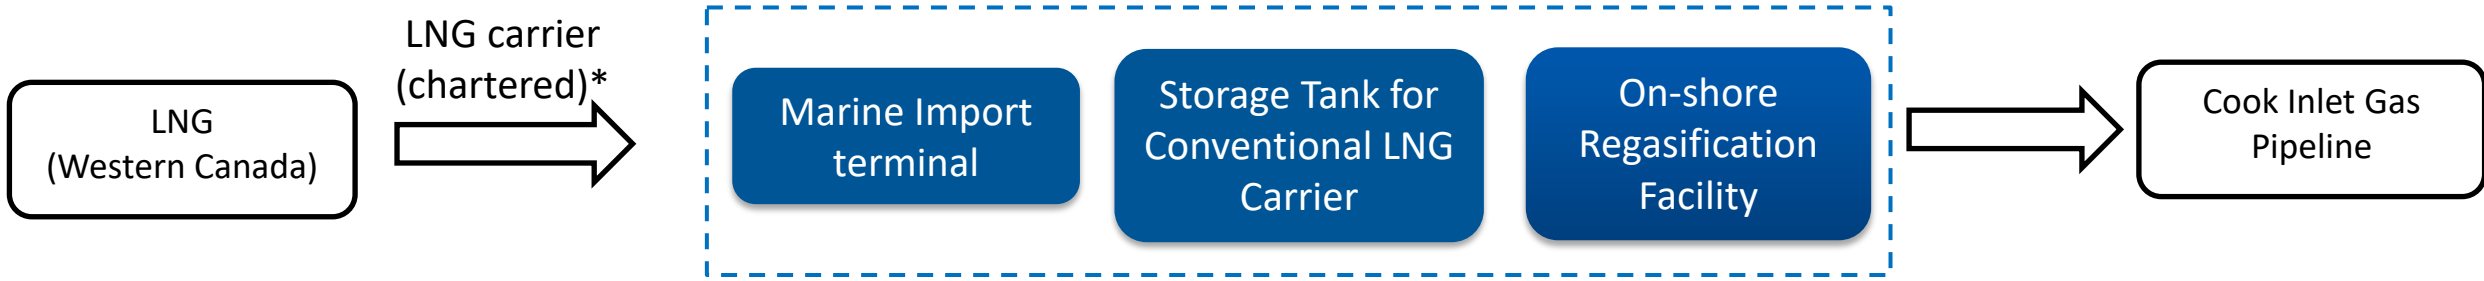 LNG
(Western Canada)
LNG carrier
(chartered)*
Marine Import
terminal
Storage Tank for
Conventional LNG
Carrier
On-shore
Regasification
Facility
Cook Inlet Gas
Pipeline